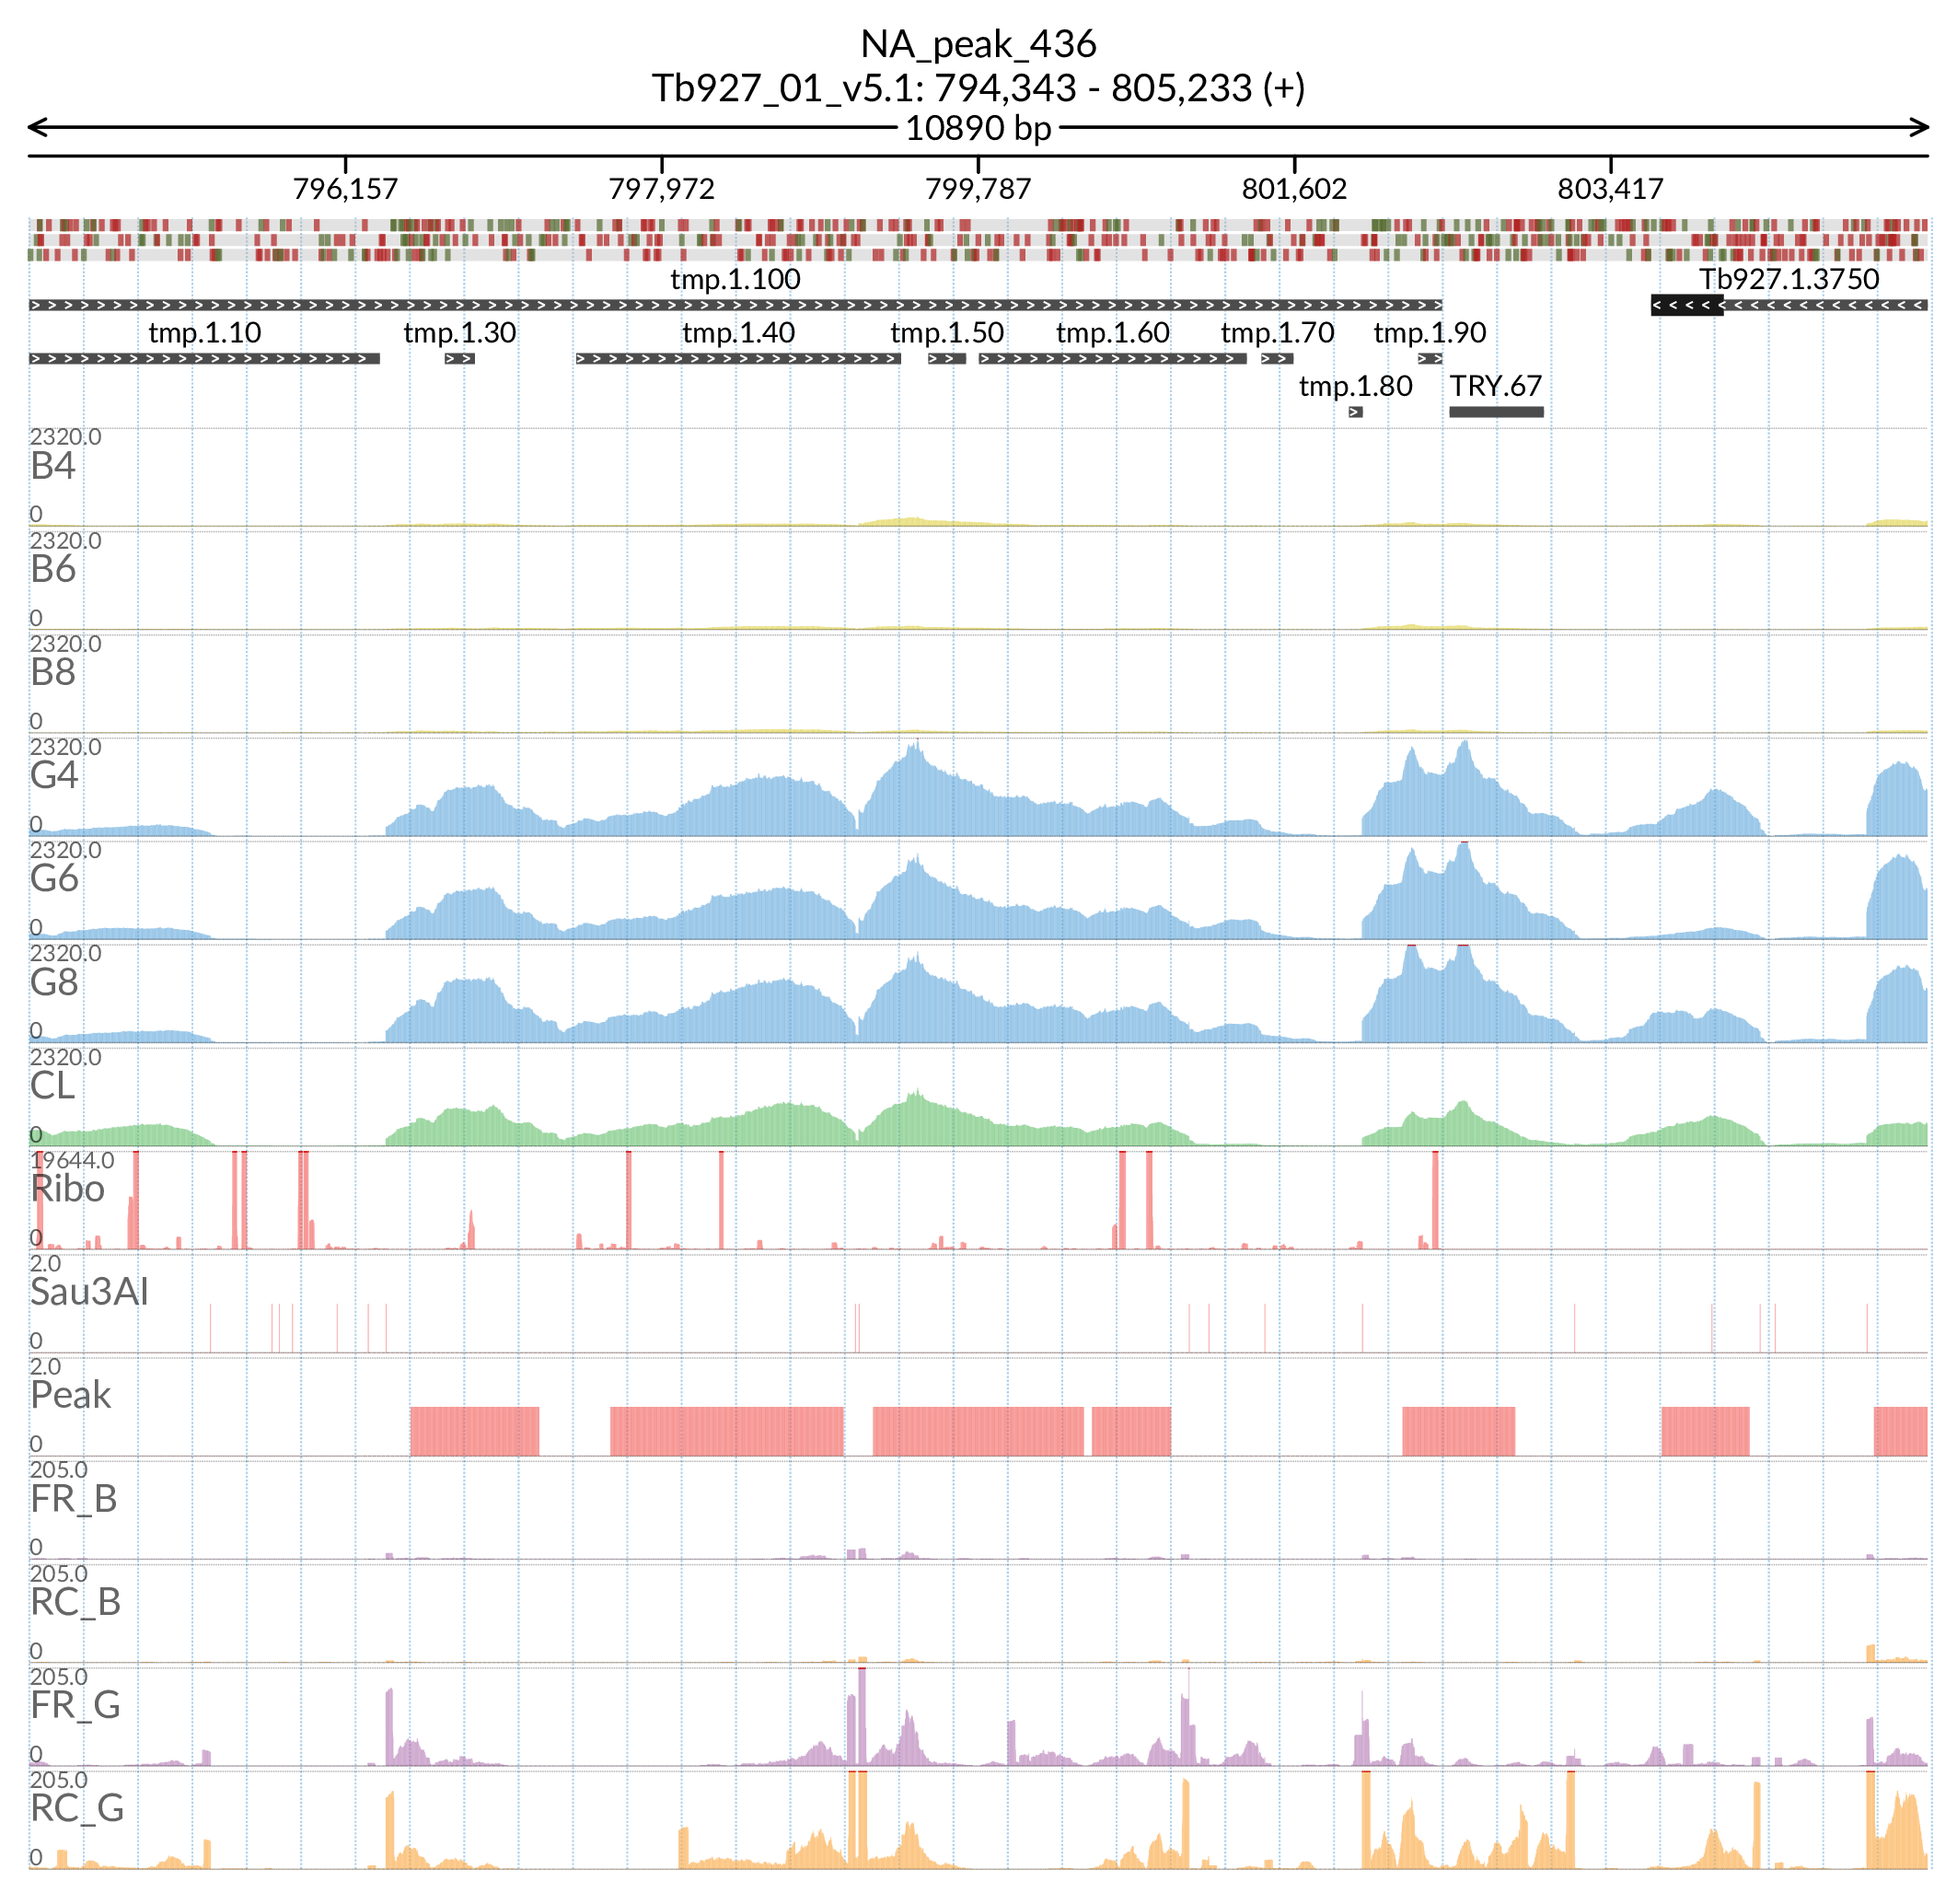 NA_peak_436
Tb927_01_v5.1: 794,343 - 805,233 (+)
10890 bp
796,157 797,972 799,787 801,602 803,417
tmp.1.100 Tb927.1.3750
tmp.1.10 tmp.1.30 tmp.1.40 tmp.1.50 tmp.1.60 tmp.1.70 tmp.1.90
tmp.1.80 TRY.67
2320.0
B4
0
2320.0
B6
0
2320.0
B8
0
2320.0
G4
0
2320.0
G6
0
2320.0
G8
0
2320.0
CL
0
19644.0
Ribo
0
2.0
Sau3AI
0
2.0
Peak
0
205.0
FR_B
0
205.0
RC_B
0
205.0
FR_G
0
205.0
RC_G
0